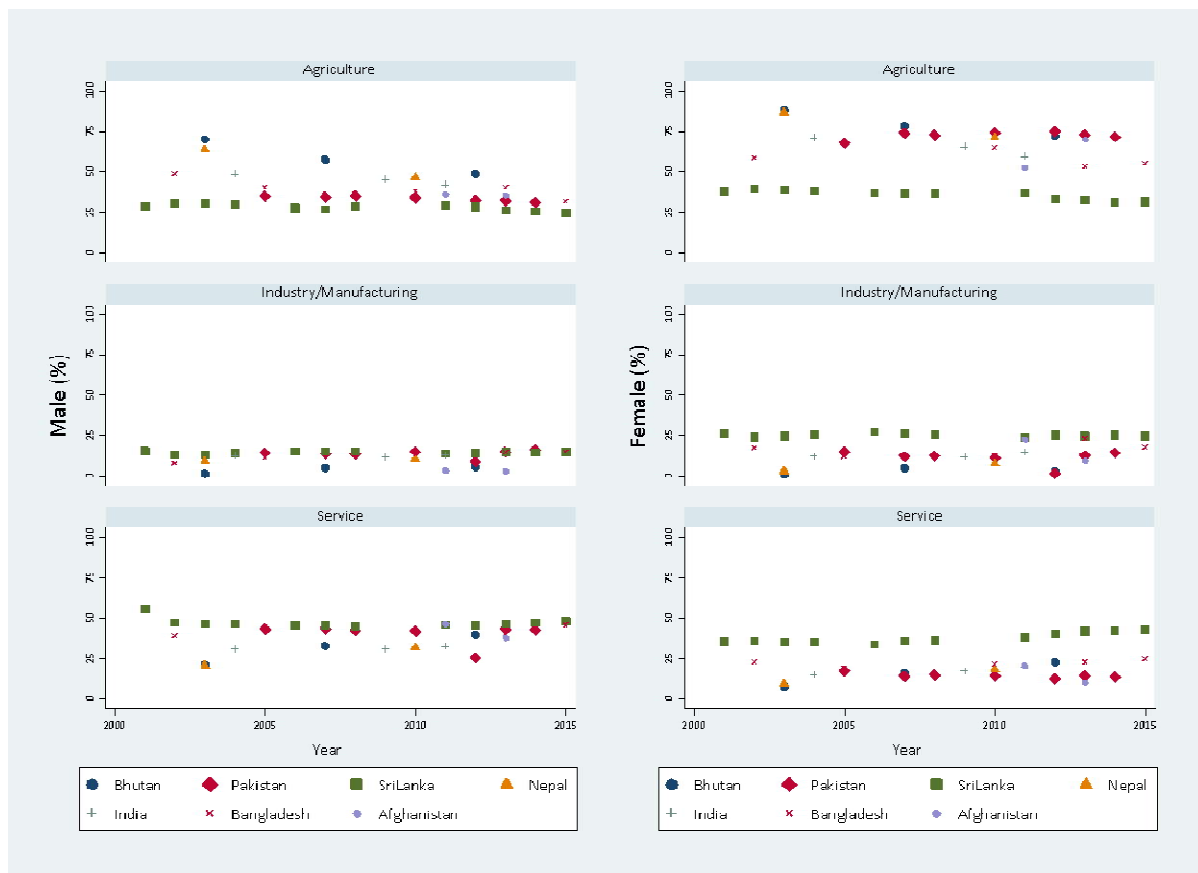 Agriculture
100
75
50
25
0
Industry/Manufacturing
100
75
50
25
0
Service
100
75
50
25
0
Male (%)
2000 2005 2010 2015
Year
Bhutan Pakistan SriLanka Nepal
India Bangladesh Afghanistan
Agriculture
100
75
50
25
0
Industry/Manufacturing
100
75
50
25
0
Service
100
75
50
25
0
Female (%)
2000 2005 2010 2015
Year
Bhutan Pakistan SriLanka Nepal
India Bangladesh Afghanistan